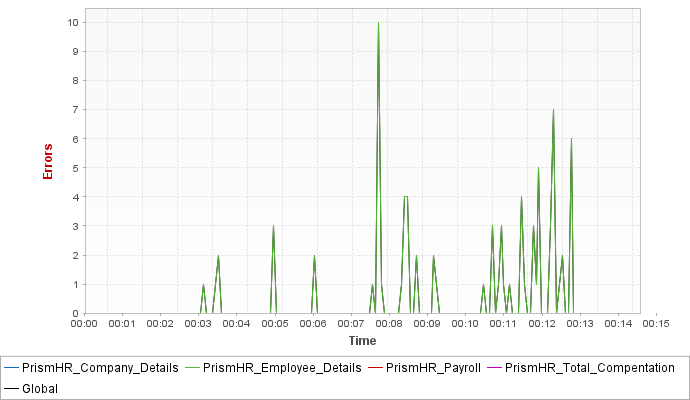 10
9
8
7
6
5
4
3
2
1
0
Errors
00:00 00:01 00:02 00:03 00:04 00:05 00:06 00:07 00:08 00:09 00:10 00:11 00:12 00:13 00:14 00:15
Time
PrismHR_Company_Details PrismHR_Employee_Details PrismHR_Payroll PrismHR_Total_Compentation
Global